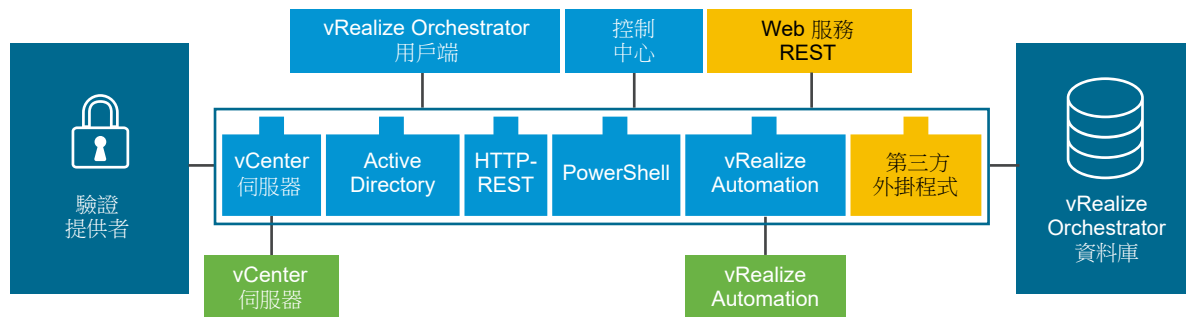 vRealize Orchestrator
用戶端
控制
中心
Web 服務
REST
驗證
提供者
vCenter
伺服器
Active
Directory
HTTP-
REST
PowerShell
vRealize
Automation
第三方
外掛程式
vRealize
Orchestrator
資料庫
vCenter
伺服器
vRealize
Automation